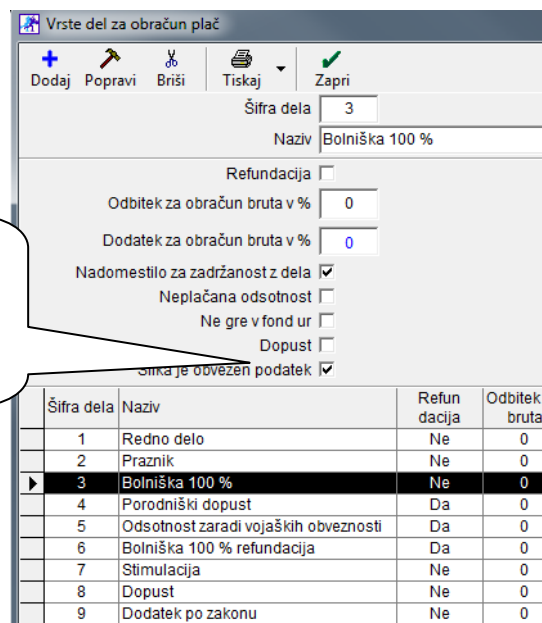 Vrste del za obračun plač
Dodaj Popravi Briši Tiskaj Zapri
Šifra dela 3
Naziv Bolniška 100 %
Refundacija
Odbitek za obračun bruta v % 0
Dodatek za obračun bruta v % 0
Nadomestilo za zadržanost z dela
Neplačana odsotnost
Ne gre v fond ur
Dopust
je obvezen podatek
Šifra dela Naziv Refun dacija Odbitek bruta
1 Redno delo Ne 0
2 Praznik Ne 0
3 Bolniška 100 % Ne 0
4 Porodniški dopust Da 0
5 Odsotnost zaradi vojaških obveznosti Da 0
6 Bolniška 100 % refundacija Da 0
7 Stimulacija Ne 0
8 Dopust Ne 0
9 Dodatek po zakonu Ne 0